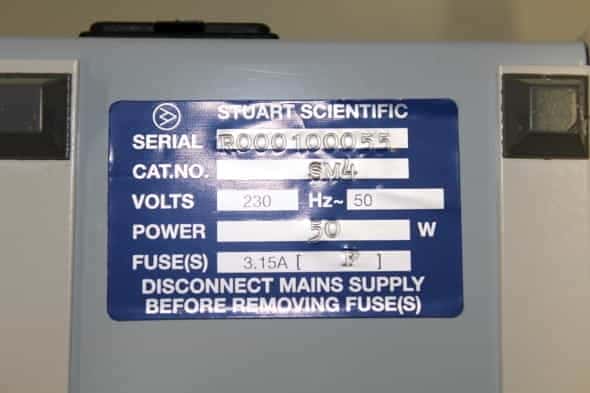 STUART SCIENTIFIC
SERIAL R000100055
CAT.NO. SM4
VOLTS 230 Hz~ 50
POWER 50 W
FUSE(S) 3.15A [ F ]
DISCONNECT MAINS SUPPLY
BEFORE REMOVING FUSE(S)